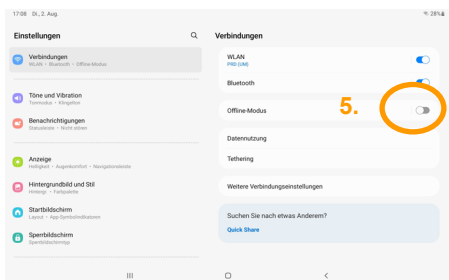 17:08 Di., 2. Aug.
28%
Einstellungen
Verbindungen
WLAN • Bluetooth • Offline-Modus
Töne und Vibration
Tonmodus • Klingelton
Benachrichtigungen
Statusleiste • Nicht stören
Anzeige
Helligkeit • Augenkomfort • Navigationsleiste
Hintergrundbild und Stil
Hintergr. • Farbpalette
Startbildschirm
Layout • App-Symbolindikatoren
Sperrbildschirm
Sperrbildschirmtyp
Verbindungen
WLAN
PRD (UM)
Bluetooth
Offline-Modus
5.
Datennutzung
Tethering
Weitere Verbindungseinstellungen
Suchen Sie nach etwas Anderem?
Quick Share